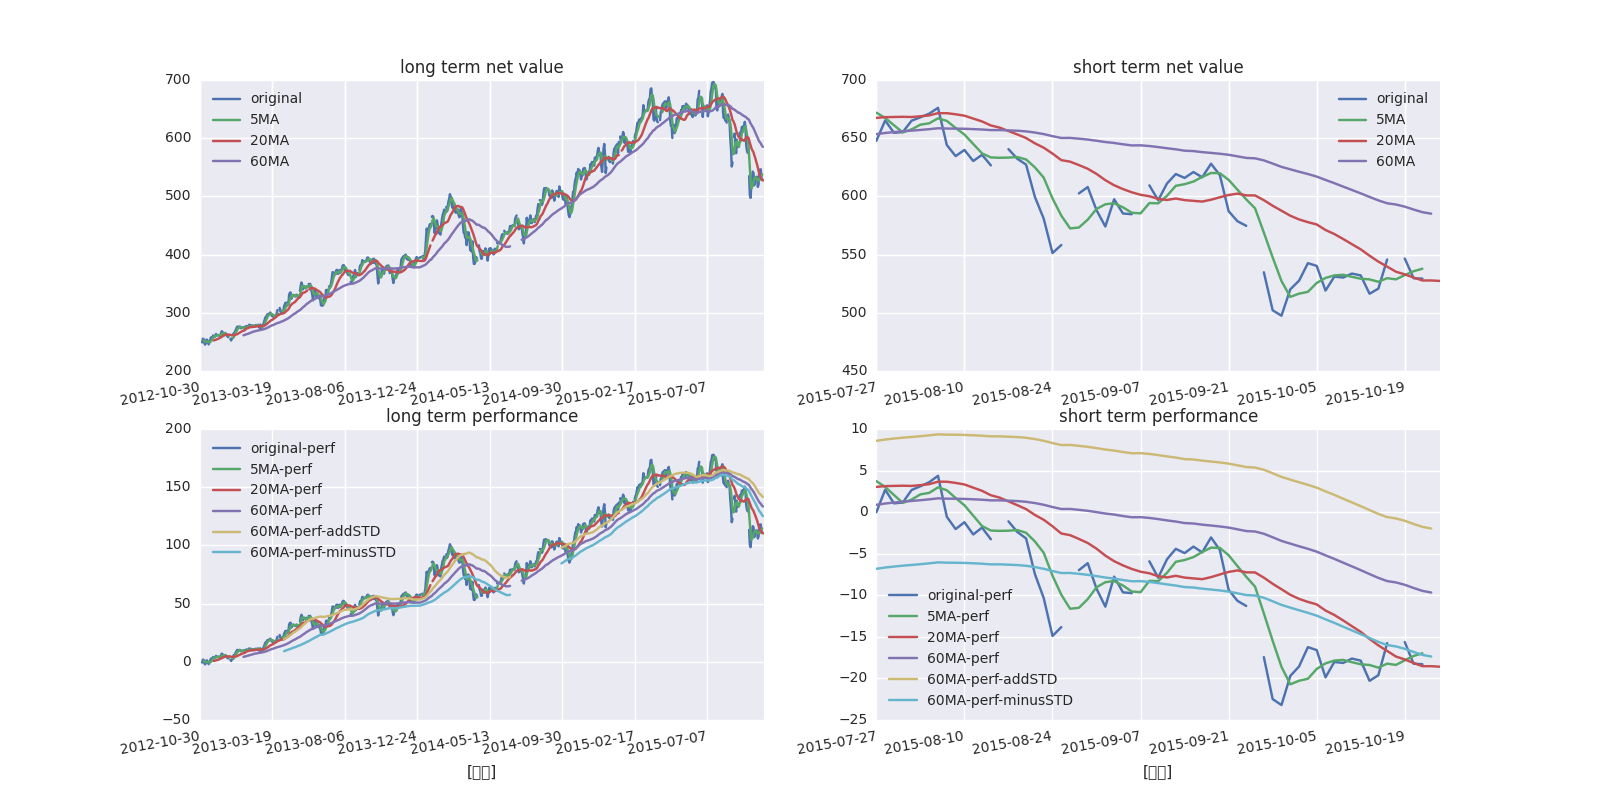 long term net value
700
600
500
400
300
200
original
5MA
20MA
60MA
2012-10-30
2013-03-19
2013-08-06
2013-12-24
2014-05-13
2014-09-30
2015-02-17
2015-07-07
short term net value
700
650
600
550
500
450
original
5MA
20MA
60MA
2015-07-27
2015-08-10
2015-08-24
2015-09-07
2015-09-21
2015-10-05
2015-10-19
long term performance
200
150
100
50
0
−50
original-perf
5MA-perf
20MA-perf
60MA-perf
60MA-perf-addSTD
60MA-perf-minusSTD
2012-10-30
2013-03-19
2013-08-06
2013-12-24
2014-05-13
2014-09-30
2015-02-17
2015-07-07
short term performance
10
5
0
−5
−10
−15
−20
−25
original-perf
5MA-perf
20MA-perf
60MA-perf
60MA-perf-addSTD
60MA-perf-minusSTD
2015-07-27
2015-08-10
2015-08-24
2015-09-07
2015-09-21
2015-10-05
2015-10-19